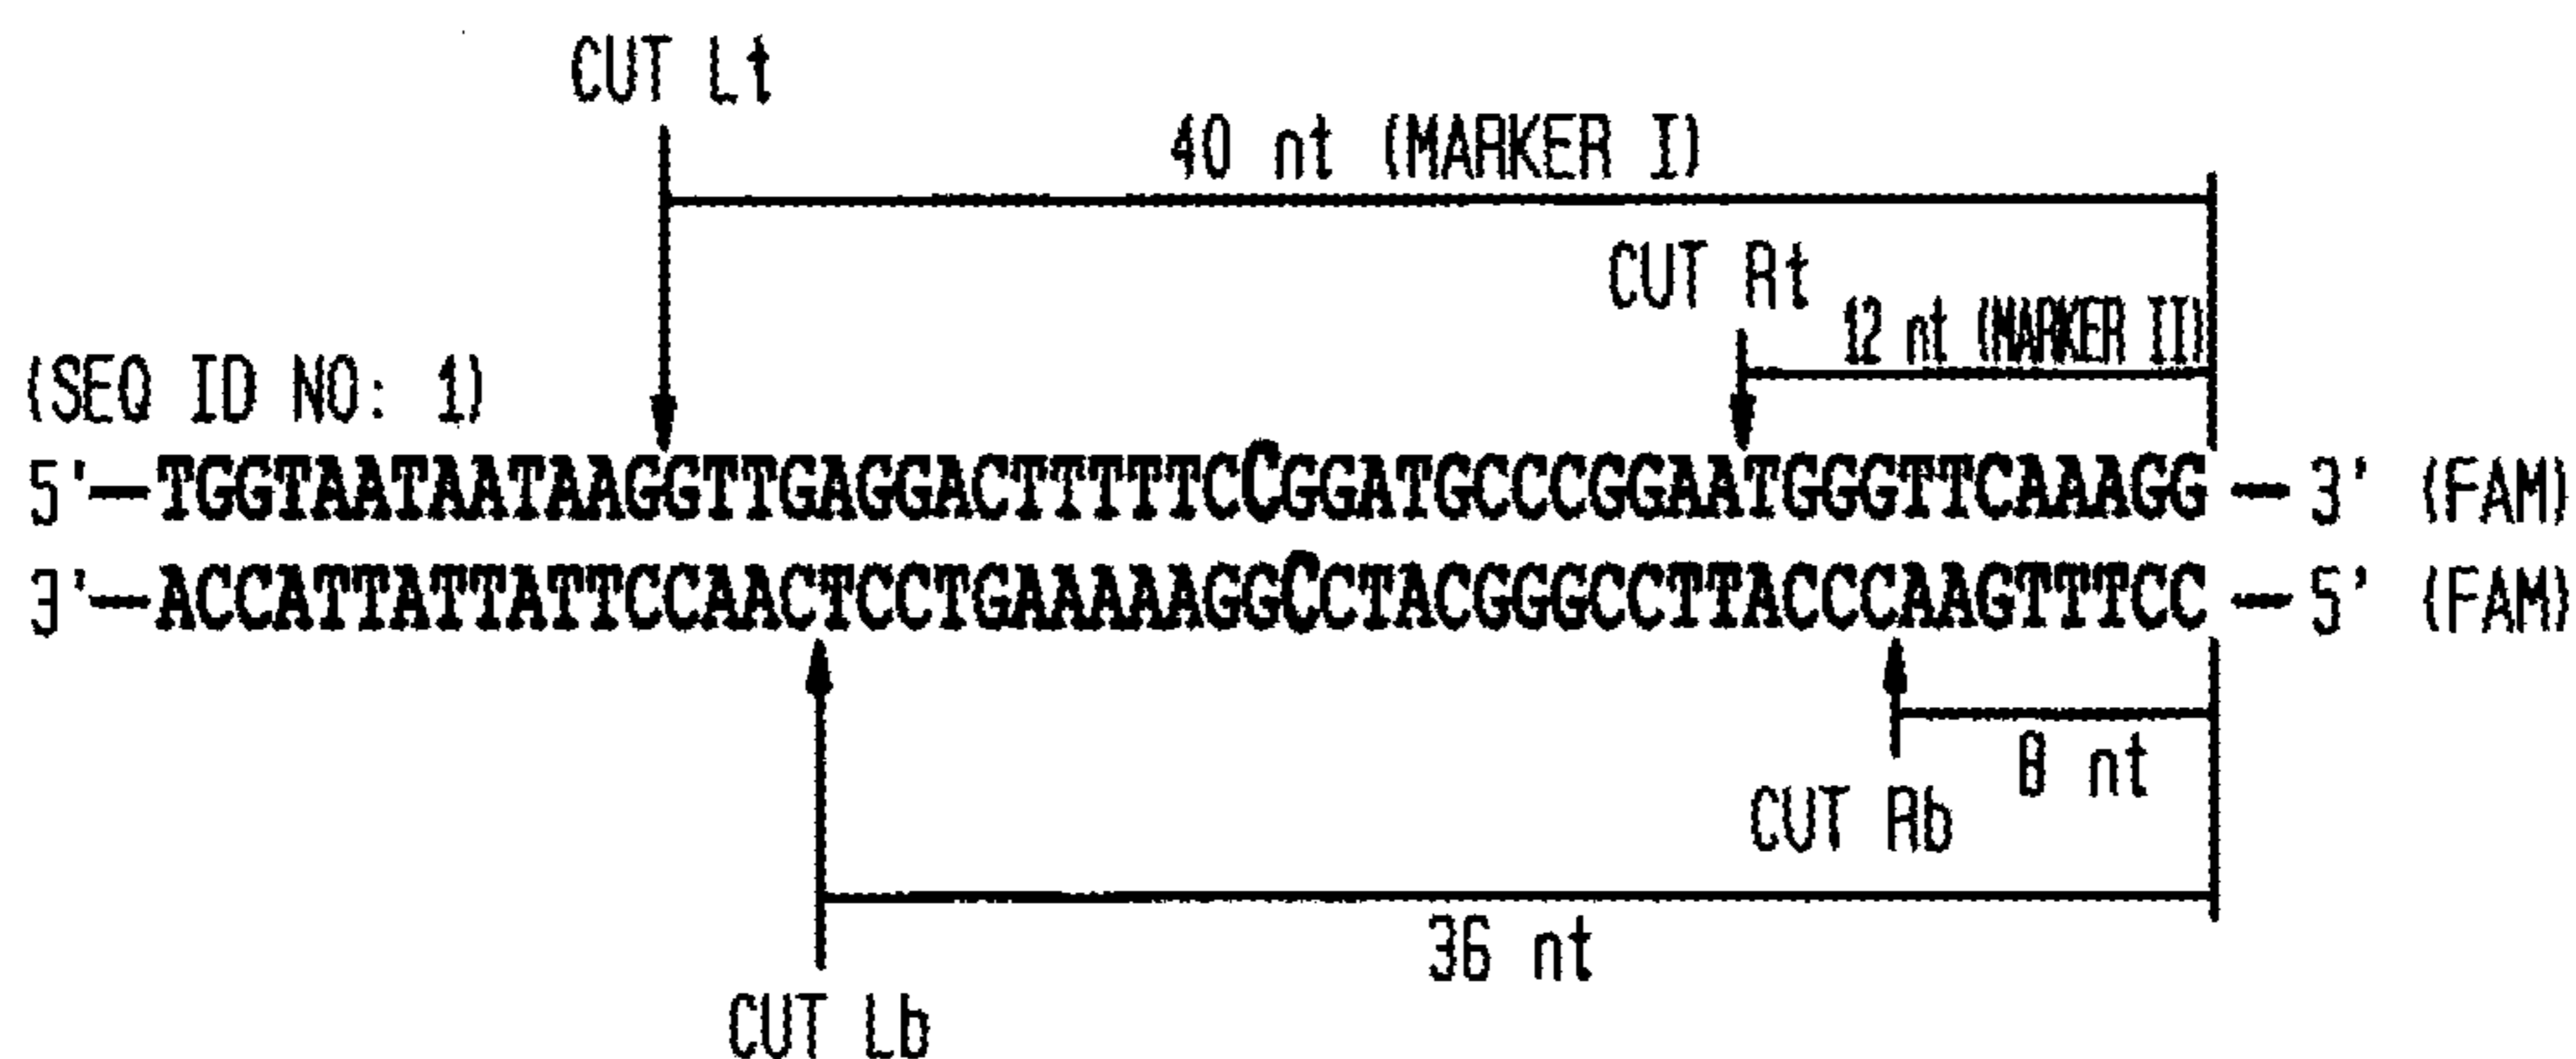 CUT Lt
40 nt (MARKER I)
CUT Rt
12 nt (MARKER II)
(SEQ ID NO: 1)
5'—TGGTAATAATAAGGTTGAGGACTTTTTCCGGATGCCCGGAATGGGTTCAAAGG — 3' (FAM)
3'—ACCATTATTATTCCAACTCCTGAAAAAGGCCTACGGGCCTTACCCAAGTTTCC — 5' (FAM)
8 nt
CUT Rb
36 nt
CUT Lb